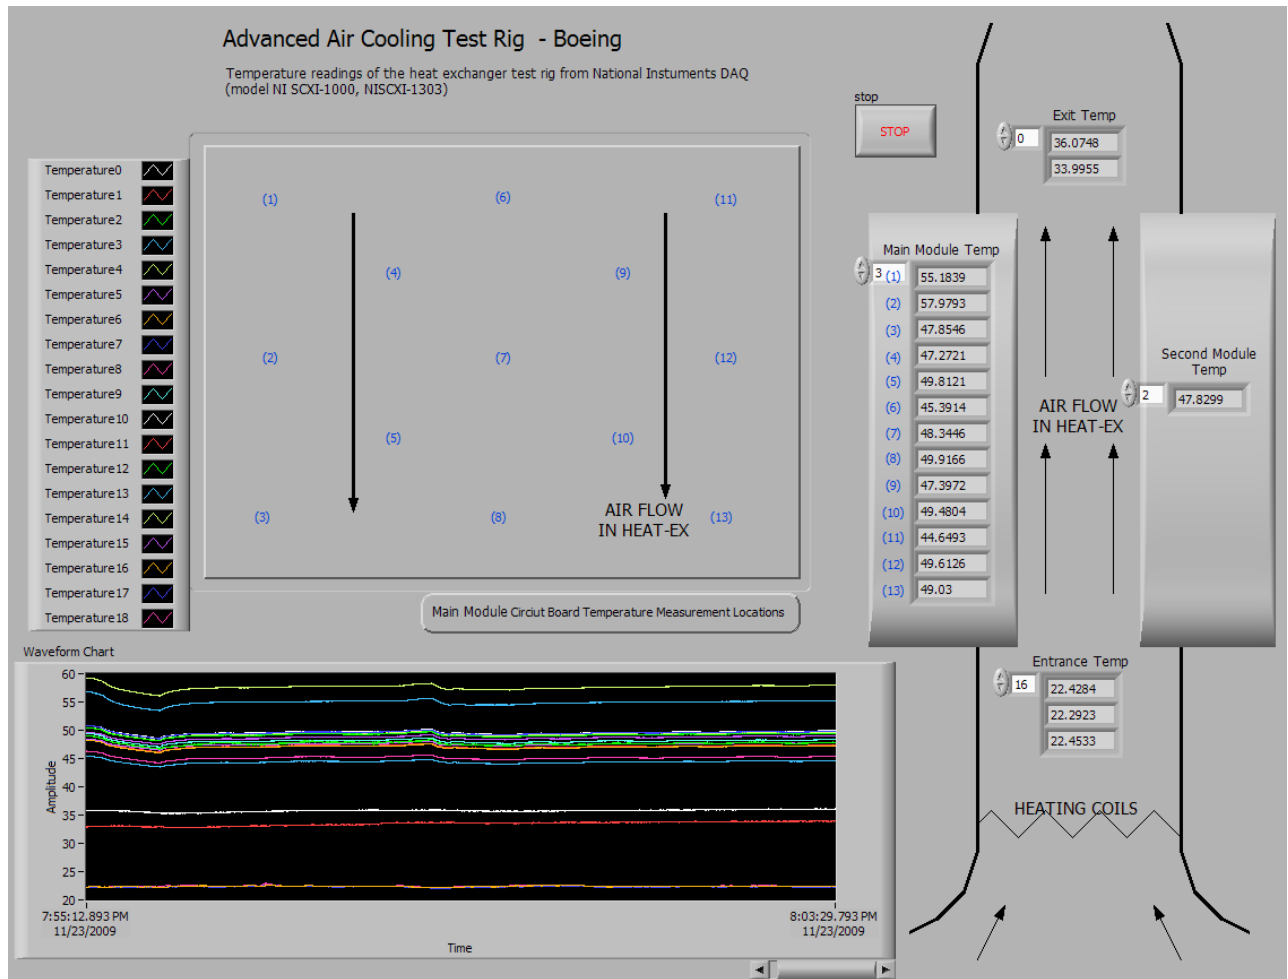 Advanced Air Cooling Test Rig - Boeing
Temperature readings of the heat exchanger test rig from National Instuments DAQ
(model NI SCXI-1000, NISCXI-1303)
stop
STOP
Exit Temp
0
36.0748
33.9955
Temperature0
Temperature1
Temperature2
Temperature3
Temperature4
Temperature5
Temperature6
Temperature7
Temperature8
Temperature9
Temperature10
Temperature11
Temperature12
Temperature13
Temperature14
Temperature15
Temperature16
Temperature17
Temperature18
(1) (6) (11)
(4) (9)
(2) (7) (12)
(5) (10)
(3) (8) (13)
AIR FLOW
IN HEAT-EX
Main Module Circiut Board Temperature Measurement Locations
Main Module Temp
3 (1) 55.1839
(2) 57.9793
(3) 47.8546
(4) 47.2721
(5) 49.8121
(6) 45.3914
(7) 48.3446
(8) 49.9166
(9) 47.3972
(10) 49.4804
(11) 44.6493
(12) 49.6126
(13) 49.03
AIR FLOW
IN HEAT-EX
Second Module
Temp
2 47.8299
Entrance Temp
16 22.4284
22.2923
22.4533
HEATING COILS
Waveform Chart
60
55
50
45
40
35
30
25
20
Amplitude
7:55:12.893 PM
11/23/2009
8:03:29.793 PM
11/23/2009
Time